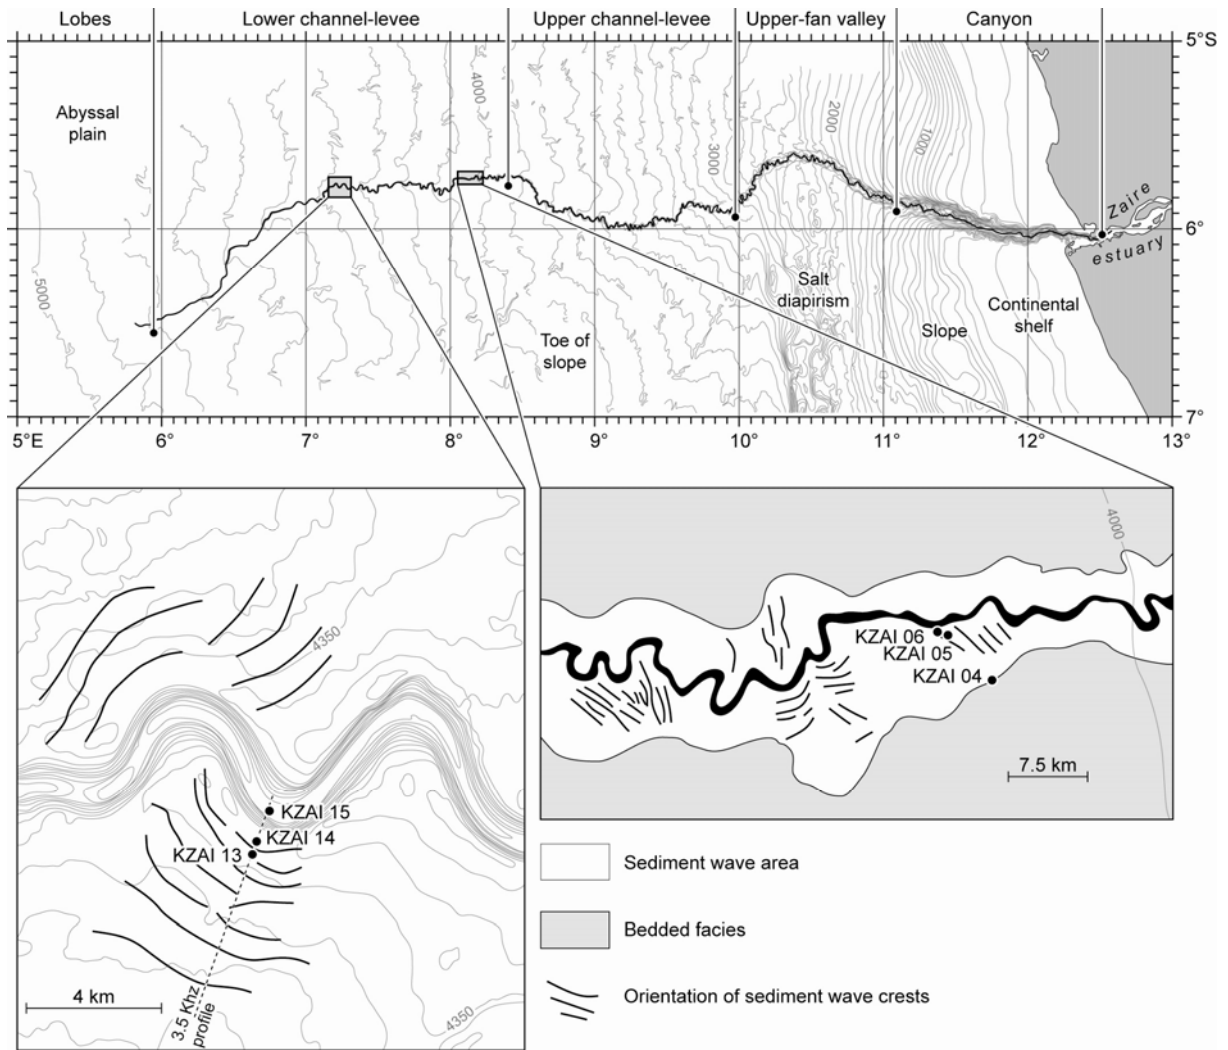 Lobes
Lower channel-levee
Upper channel-levee
Upper-fan valley
Canyon
5°S
Abyssal
plain
4000
3000
2000
1000
Zaire
estuary
6°
5000
Salt
diapirism
Continental
shelf
Slope
Toe of
slope
7°
5°E
6°
7°
8°
9°
10°
11°
12°
13°
4350
KZAI 15
KZAI 14
KZAI 13
4 km
3.5 Khz
profile
4350
4000
KZAI 06
KZAI 05
KZAI 04
7.5 km
Sediment wave area
Bedded facies
Orientation of sediment wave crests